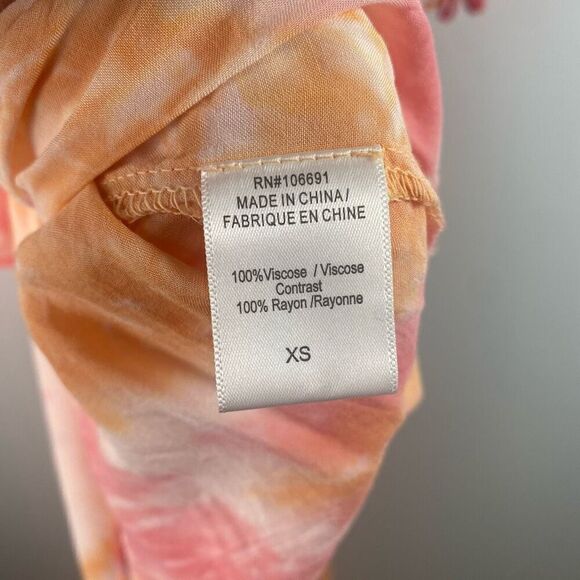 RN#106691
MADE IN CHINA/
FABRIQUE EN CHINE
100%Viscose / Viscose
Contrast
100% Rayon /Rayonne
XS